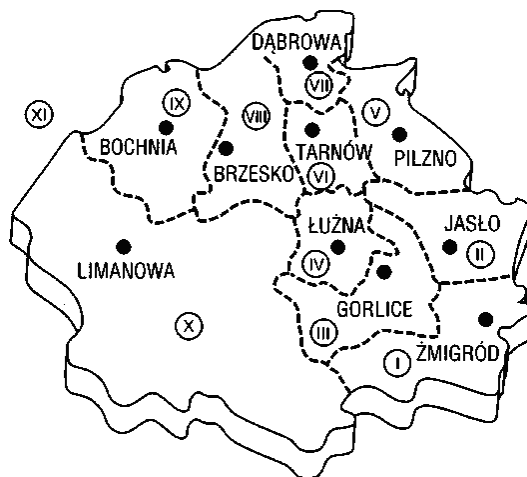 DĄBROWA
VII
IX
XI
VIII
V
BOCHNIA
TARNÓW
PILZNO
BRZESKO
VI
ŁUŻNA
JASŁO
II
LIMANOWA
IV
GORLICE
X
III
I
ŻMIGRÓD